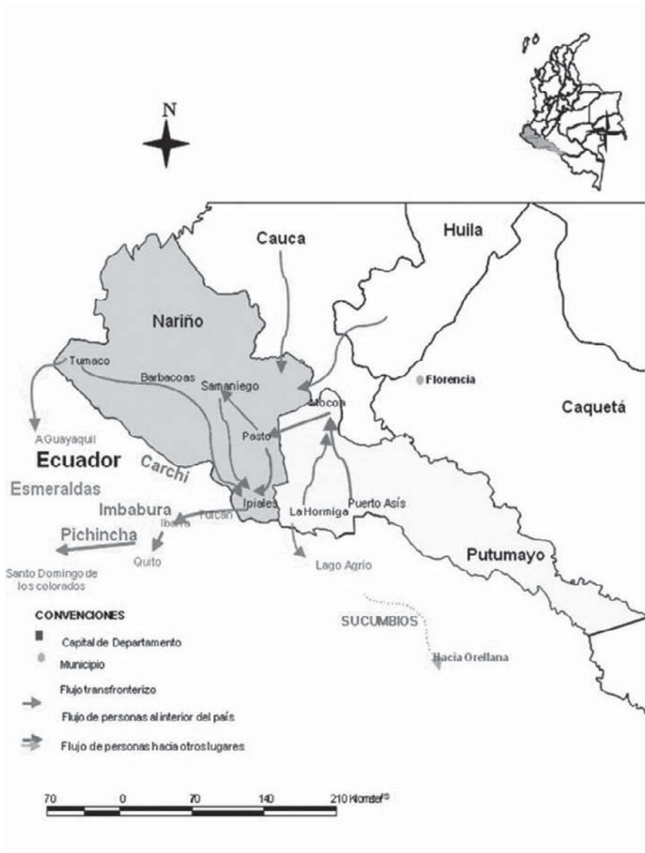 N
Cauca
Huila
Nariño
Tumaco
Barbacoas
Samaniego
Florencia
Mocoa
Caquetá
A Guayaquil
Pasto
Ecuador
Carchi
Esmeraldas
Ipiales
La Hormiga
Puerto Asís
Imbabura
Tulcán
Ibarra
Pichincha
Putumayo
Quito
Lago Agrío
Santo Domingo de
los colorados
CONVENCIONES
SUCUMBIOS
Capital de Departamento
Municipio
Hacia Orellana
Flujo transfronterizo
Flujo de personas al interior del país
Flujo de personas hacia otros lugares
70 0 70 140 210